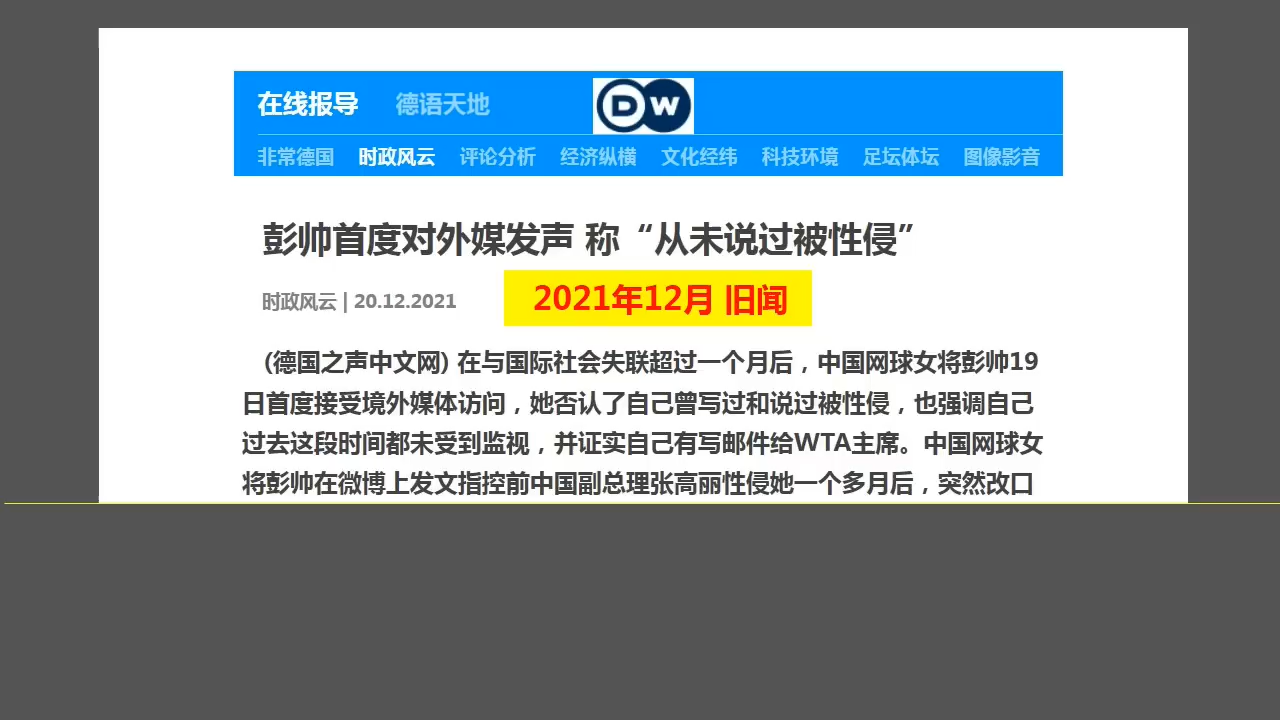 在线报导 德语天地 DW
非常德国 时政风云 评论分析 经济纵横 文化经纬 科技环境 足坛体坛 图像影音
彭帅首度对外媒发声 称“从未说过被性侵”
时政风云 | 20.12.2021 2021年12月 旧闻
(德国之声中文网) 在与国际社会失联超过一个月后，中国网球女将彭帅19
日首度接受境外媒体访问，她否认了自己曾写过和说过被性侵，也强调自己
过去这段时间都未受到监视，并证实自己有写邮件给WTA主席。中国网球女
将彭帅在微博上发文指控前中国副总理张高丽性侵她一个多月后，突然改口